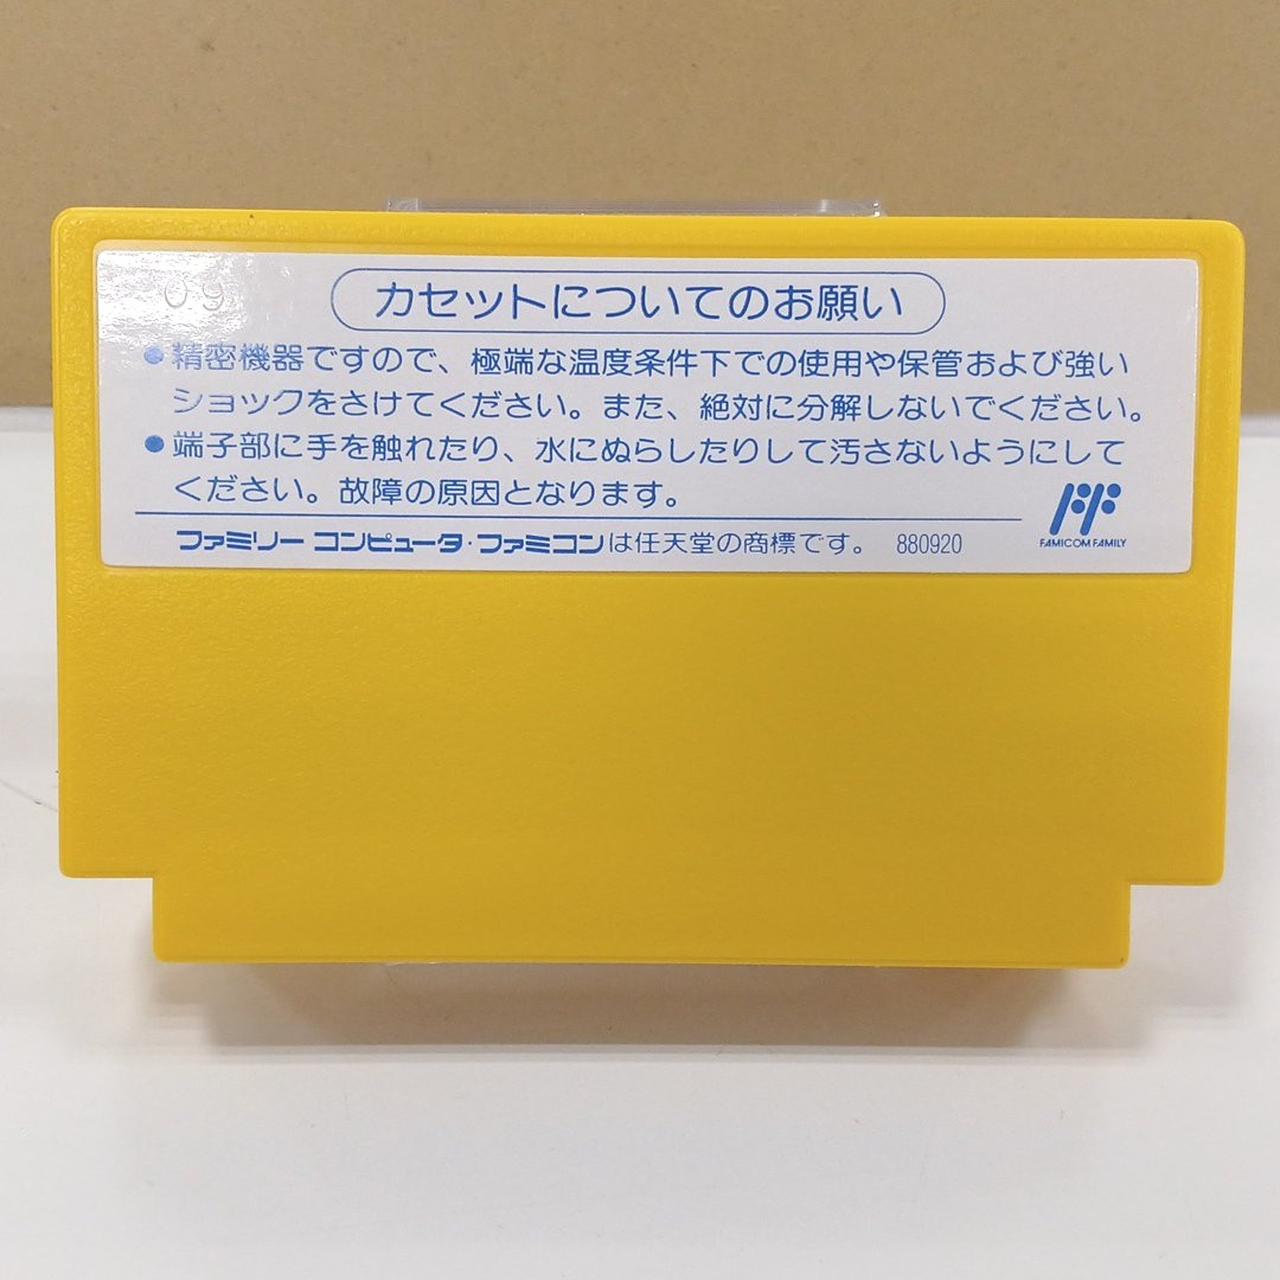 09
カセットについてのお願い
●精密機器ですので、極端な温度条件下での使用や保管および強い
ショックをさけてください。また、絶対に分解しないでください。
●端子部に手を触れたり、水にぬらしたりして汚さないようにして
ください。故障の原因となります。
FF
FAMICOM FAMILY
ファミリー コンピュータ・ファミコンは任天堂の商標です。 880920